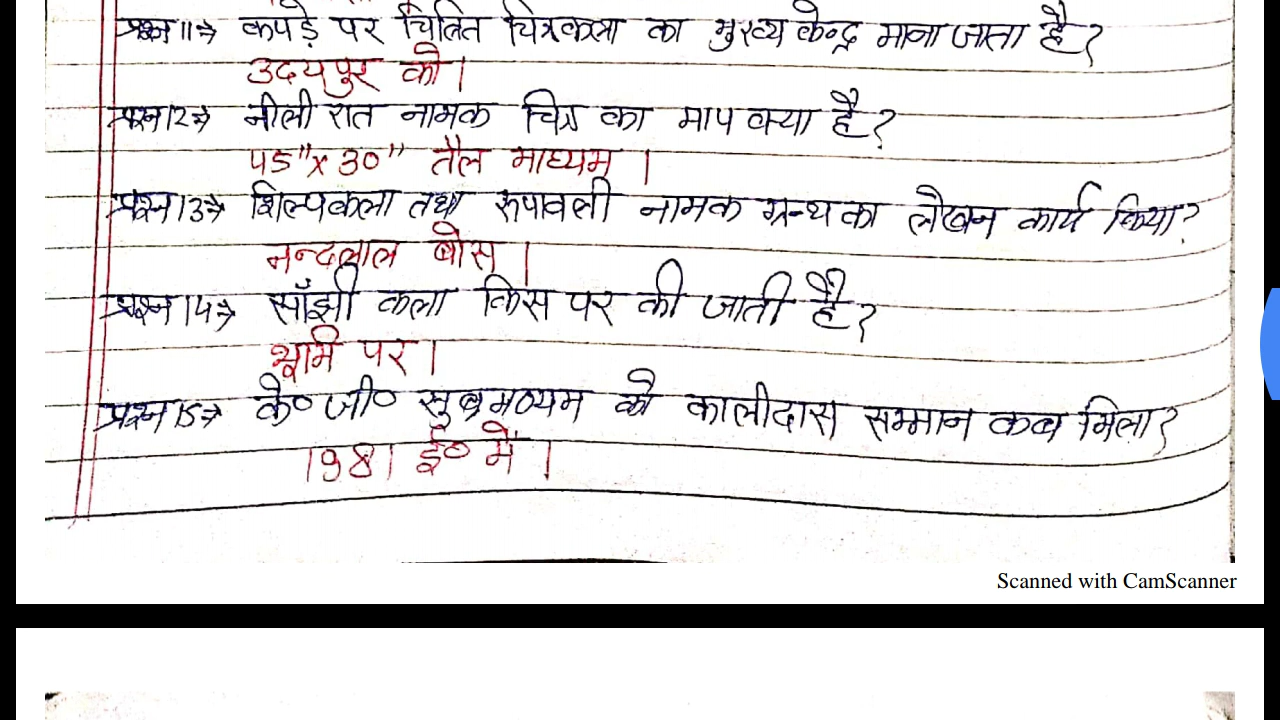 प्रश्न11⇒ कपड़े पर चित्रित चित्रकला का मुख्य केन्द्र माना जाता है?
उदयपुर को।
प्रश्न12⇒ नीली रात नामक चित्र का माप क्या है?
45"x 30" तैल माध्यम।
प्रश्न13⇒ शिल्पकला तथा रूपावली नामक ग्रन्थ का लेखन कार्य किया?
नन्दलाल बोस।
प्रश्न14⇒ साँझी कला किस पर की जाती है?
भूमि पर।
प्रश्न15⇒ के० जी० सुब्रमण्यम को कालीदास सम्मान कब मिला?
1981 ई० में।
Scanned with CamScanner